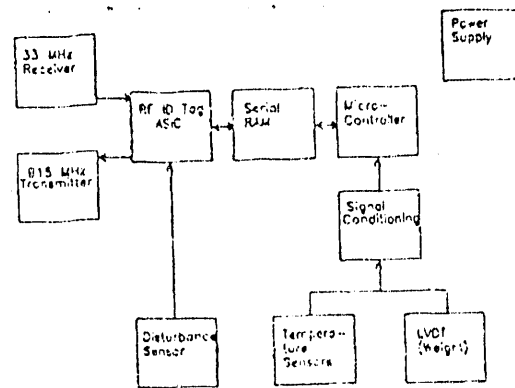 33 MHz
Receiver
Power
Supply
RF ID Tag
ASIC
Serial
RAM
Micro-
Controller
915 MHz
Transmitter
Signal
Conditioning
Disturbance
Sensor
Tempera-
ture
Sensors
LVDT
(Weight)